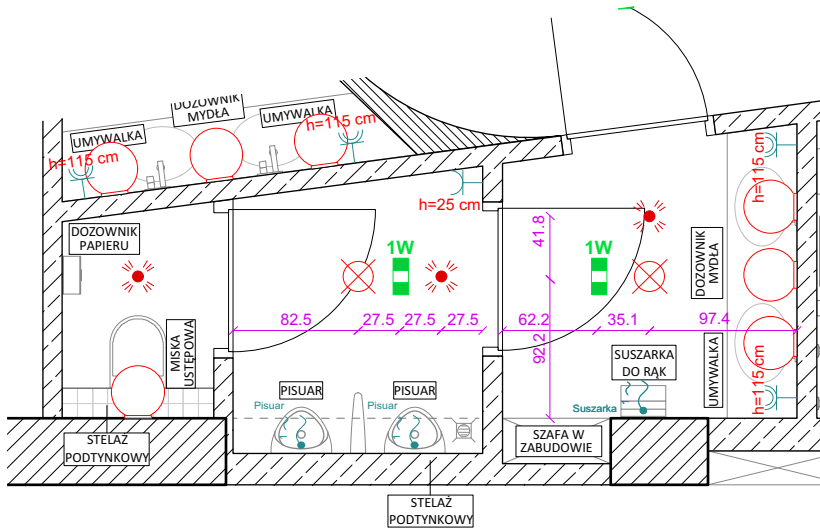 DOZOWNIK
MYDŁA
UMYWALKA
UMYWALKA
h=115 cm
h=115 cm
h=115 cm
h=25 cm
DOZOWNIK
PAPIERU
1W
1W
41.8
DOZOWNIK
MYDŁA
82.5
27.5
27.5
27.5
62.2
35.1
97.4
92.2
MISKA
USTĘPOWA
SUSZARKA
DO RĄK
UMYWALKA
h=115 cm
PISUAR
PISUAR
Pisuar
Pisuar
Suszarka
STELAŻ
PODTYNKOWY
SZAFA W
ZABUDOWIE
STELAŻ
PODTYNKOWY